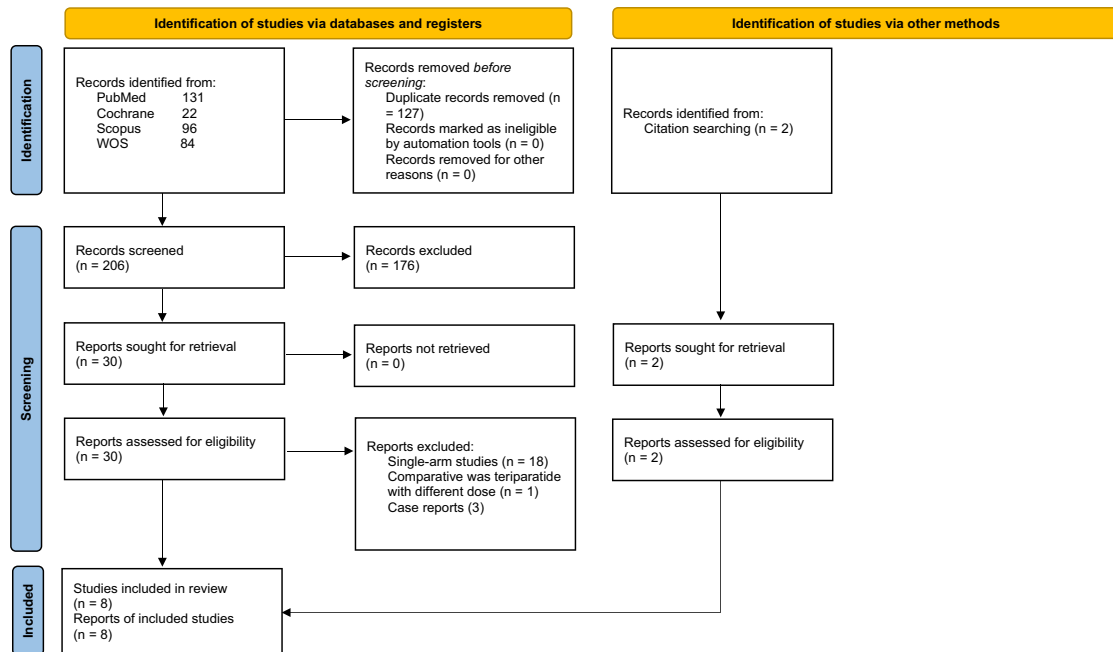 Identification of studies via databases and registers
Identification of studies via other methods
Identification
Records identified from:
PubMed 131
Cochrane 22
Scopus 96
WOS 84
Records removed before
screening:
Duplicate records removed (n
= 127)
Records marked as ineligible
by automation tools (n = 0)
Records removed for other
reasons (n = 0)
Records identified from:
Citation searching (n = 2)
Screening
Records screened
(n = 206)
Records excluded
(n = 176)
Reports sought for retrieval
(n = 30)
Reports not retrieved
(n = 0)
Reports sought for retrieval
(n = 2)
Reports assessed for eligibility
(n = 30)
Reports excluded:
Single-arm studies (n = 18)
Comparative was teriparatide
with different dose (n = 1)
Case reports (3)
Reports assessed for eligibility
(n = 2)
Included
Studies included in review
(n = 8)
Reports of included studies
(n = 8)